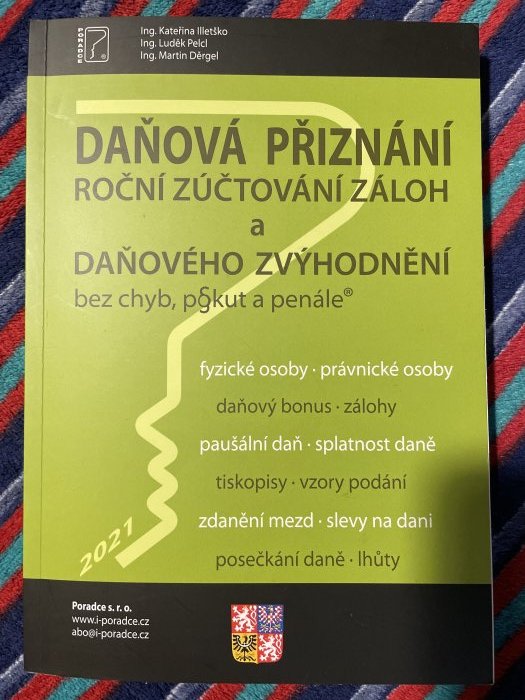 PORADCE
®
Ing. Kateřina Illetško
Ing. Luděk Pelcl
Ing. Martin Děrgel
DAŇOVÁ PŘIZNÁNÍ
ROČNÍ ZÚČTOVÁNÍ ZÁLOH
a
DAŇOVÉHO ZVÝHODNĚNÍ
bez chyb, p§kut a penále®
fyzické osoby · právnické osoby
daňový bonus · zálohy
paušální daň · splatnost daně
tiskopisy · vzory podání
zdanění mezd · slevy na dani
posečkání daně · lhůty
2021
Poradce s. r. o.
www.i-poradce.cz
abo@i-poradce.cz